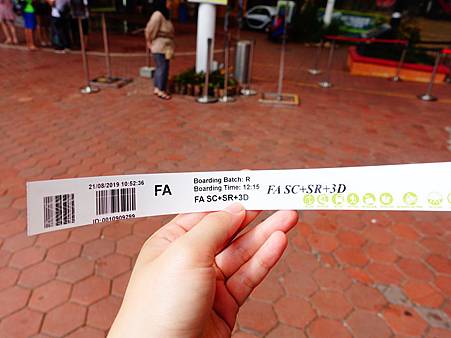 21/08/2019 10:52:36
ID:0010909299
FA
Boarding Batch: R
Boarding Time: 12:15
FA SC+SR+3D
FA SC+SR+3D